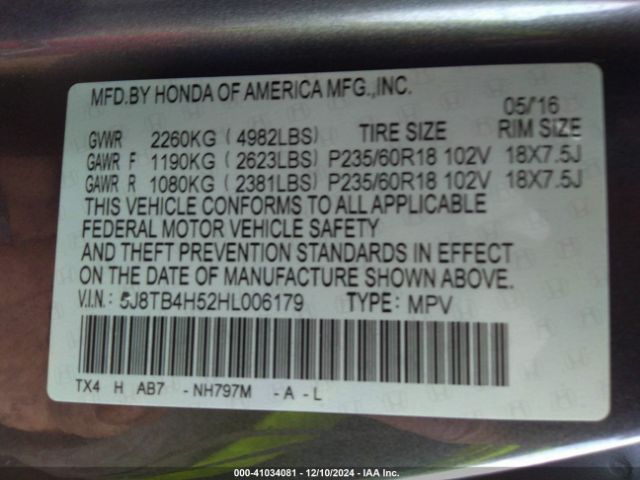 MFD.BY HONDA OF AMERICA MFG.,INC.
05/'16
GVWR 2260KG (4982LBS) TIRE SIZE RIM SIZE
GAWR F 1190KG (2623LBS) P235/60R18 102V 18X7.5J
GAWR R 1080KG (2381LBS) P235/60R18 102V 18X7.5J
THIS VEHICLE CONFORMS TO ALL APPLICABLE
FEDERAL MOTOR VEHICLE SAFETY
AND THEFT PREVENTION STANDARDS IN EFFECT
ON THE DATE OF MANUFACTURE SHOWN ABOVE.
V.I.N.: 5J8TB4H52HL006179 TYPE: MPV
TX4 H AB7 -NH797M -A-L
000-41034081 - 12/10/2024 - IAA Inc.